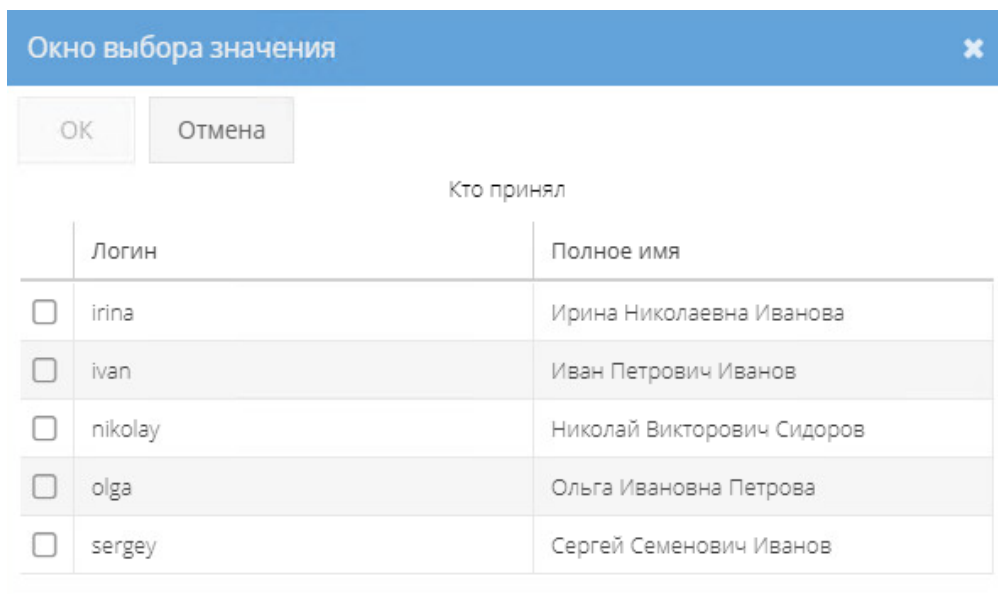 Окно выбора значения
ОК Отмена
Кто принял
Логин Полное имя
irina Ирина Николаевна Иванова
ivan Иван Петрович Иванов
nikolay Николай Викторович Сидоров
olga Ольга Ивановна Петрова
sergey Сергей Семенович Иванов